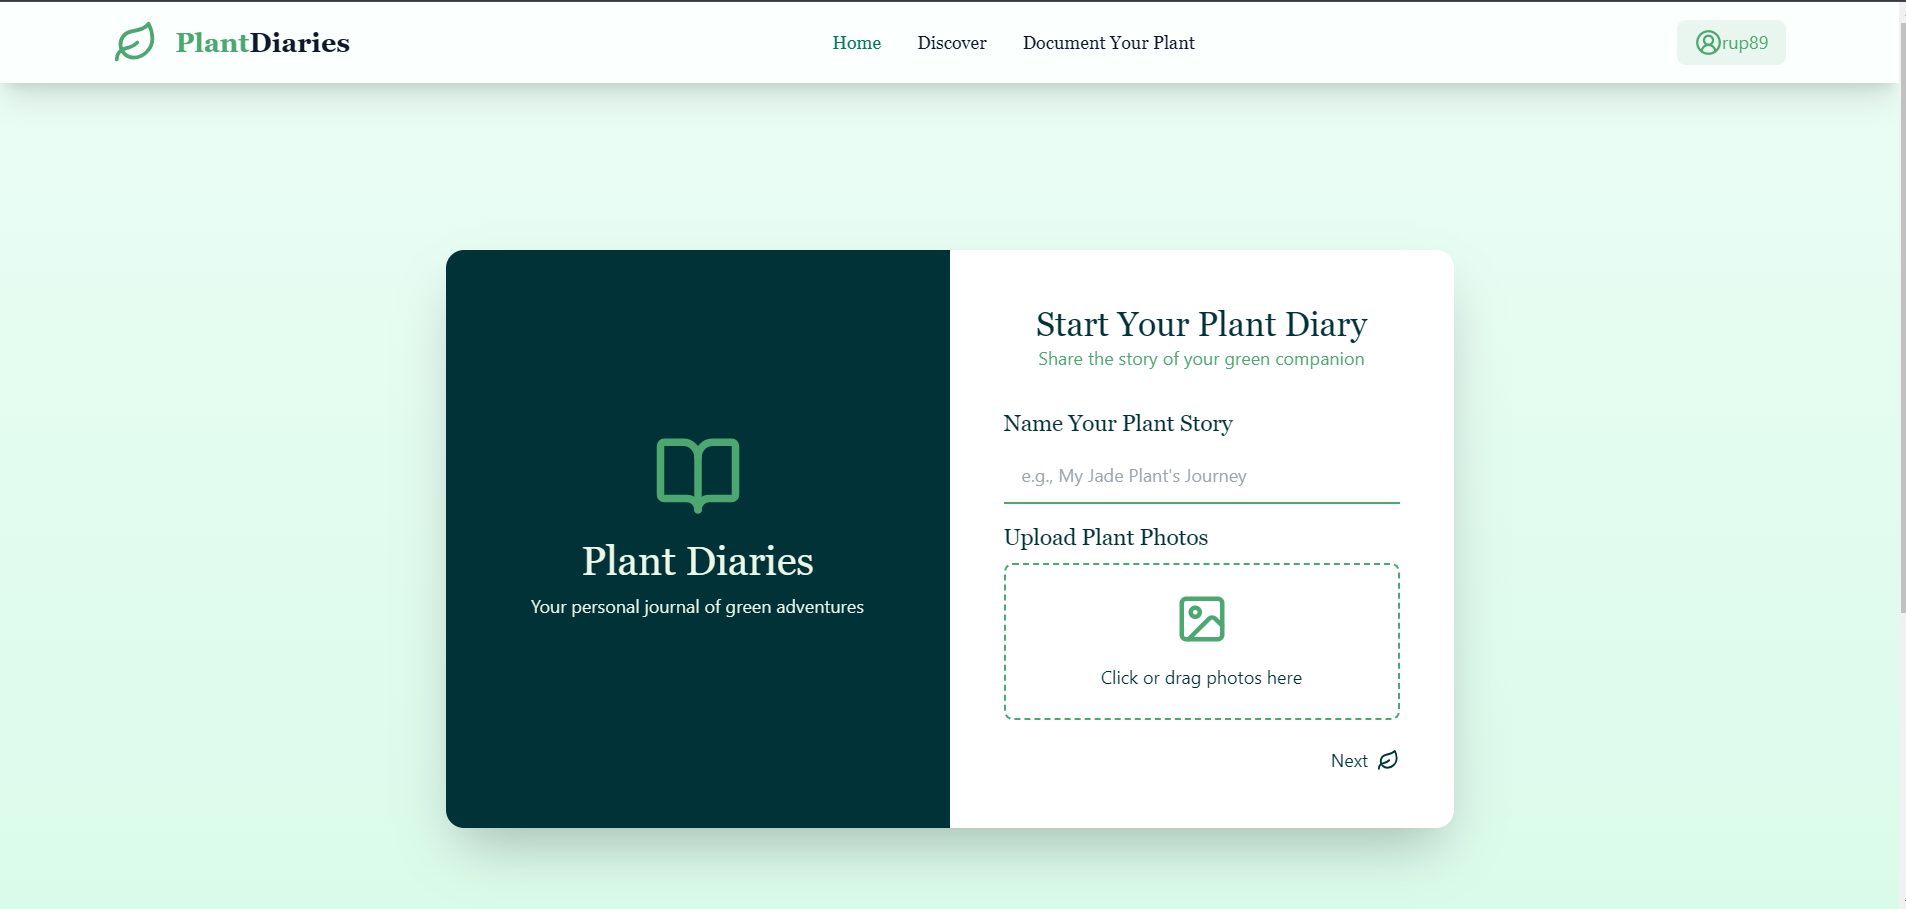 PlantDiaries
Home Discover Document Your Plant
rup89
Plant Diaries
Your personal journal of green adventures
Start Your Plant Diary
Share the story of your green companion
Name Your Plant Story
e.g., My Jade Plant's Journey
Upload Plant Photos
Click or drag photos here
Next